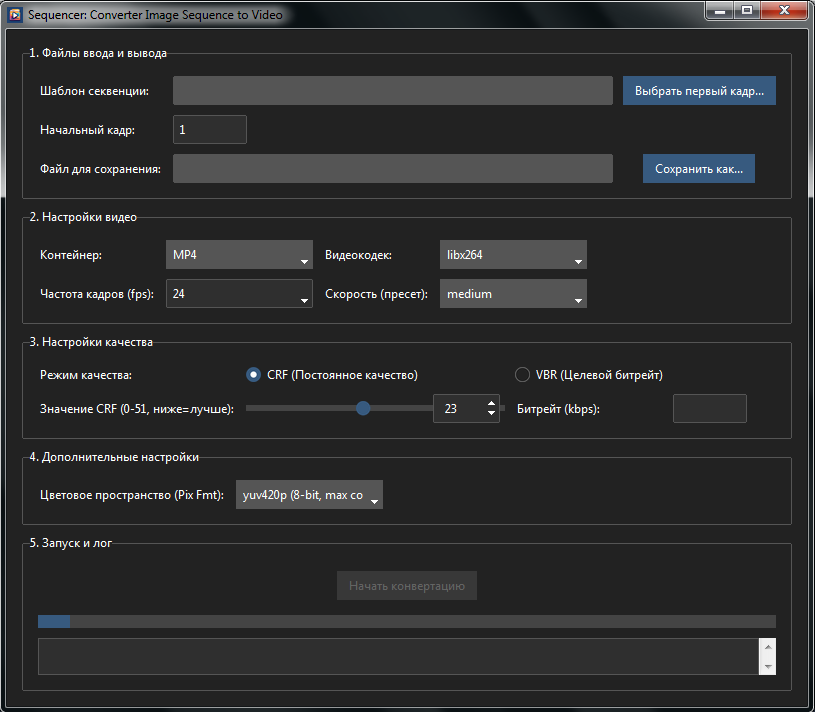 Sequencer: Converter Image Sequence to Video
1. Файлы ввода и вывода
Шаблон секвенции:
Выбрать первый кадр...
Начальный кадр:
1
Файл для сохранения:
Сохранить как...
2. Настройки видео
Контейнер:
MP4
Видеокодек:
libx264
Частота кадров (fps):
24
Скорость (пресет):
medium
3. Настройки качества
Режим качества:
CRF (Постоянное качество)
VBR (Целевой битрейт)
Значение CRF (0-51, ниже=лучше):
23
Битрейт (kbps):
4. Дополнительные настройки
Цветовое пространство (Pix Fmt):
yuv420p (8-bit, max co
5. Запуск и лог
Начать конвертацию